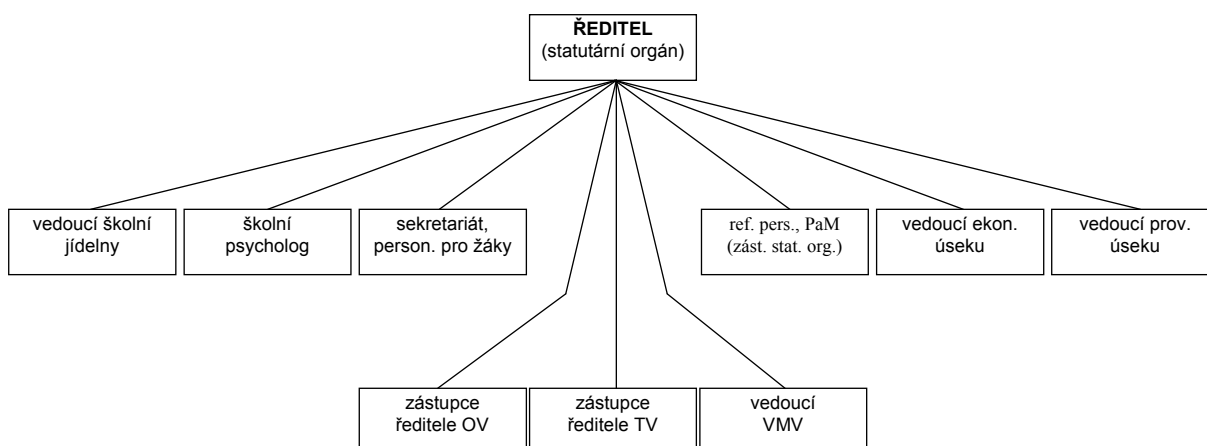 ŘEDITEL
(statutární orgán)
vedoucí školní
jídelny
školní
psycholog
sekretariát,
person. pro žáky
ref. pers., PaM
(zást. stat. org.)
vedoucí ekon.
úseku
vedoucí prov.
úseku
zástupce
ředitele OV
zástupce
ředitele TV
vedoucí
VMV